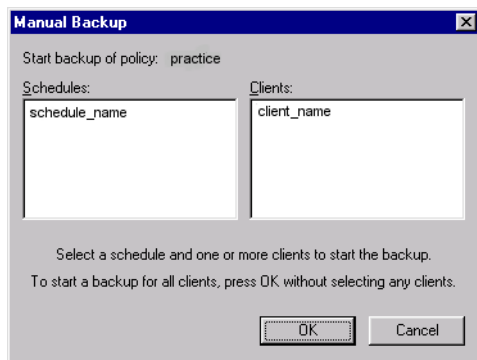 Manual Backup
Start backup of policy: practice
Schedules: Clients:
schedule_name client_name
Select a schedule and one or more clients to start the backup.
To start a backup for all clients, press OK without selecting any clients.
OK Cancel